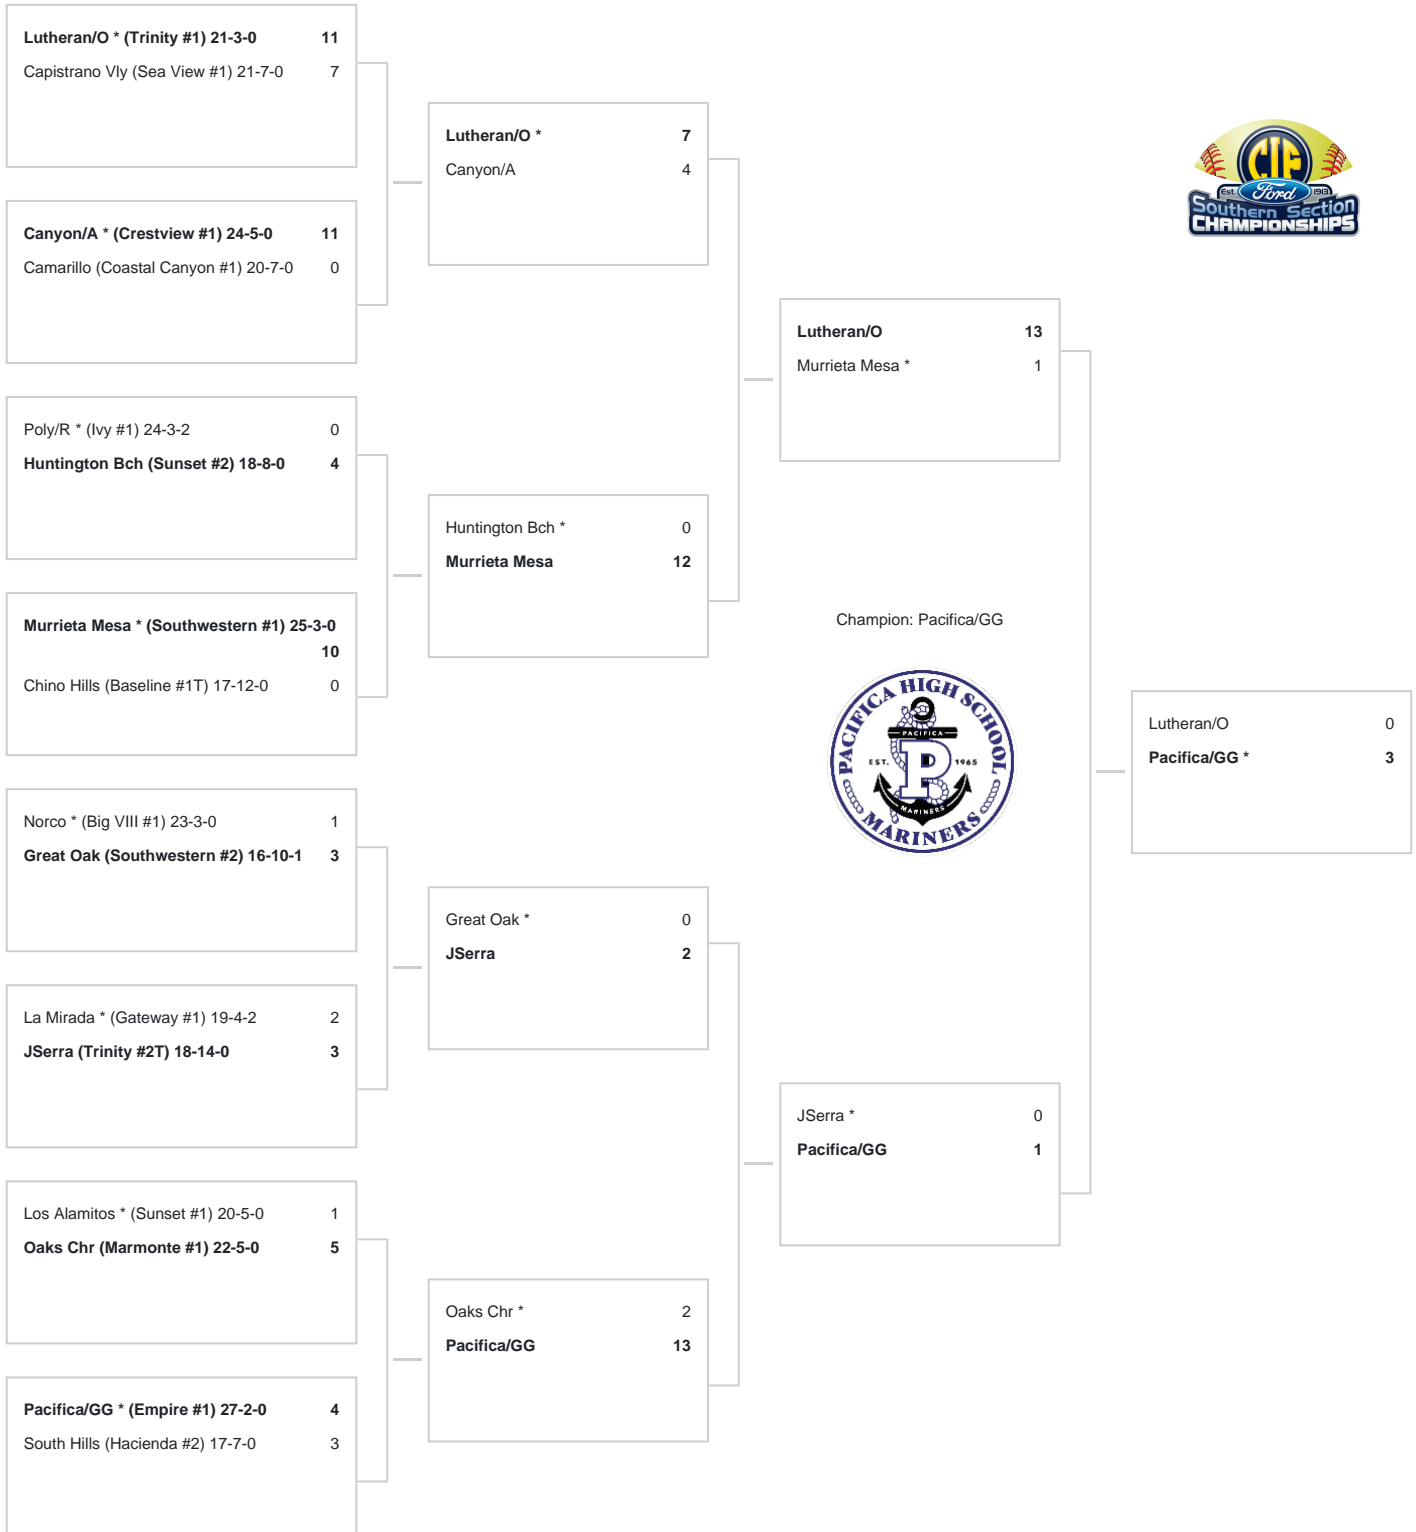 Lutheran/O * (Trinity #1) 21-3-0 11
Capistrano Vly (Sea View #1) 21-7-0 7
Canyon/A * (Crestview #1) 24-5-0 11
Camarillo (Coastal Canyon #1) 20-7-0 0
Poly/R * (Ivy #1) 24-3-2 0
Huntington Bch (Sunset #2) 18-8-0 4
Murrieta Mesa * (Southwestern #1) 25-3-0
10
Chino Hills (Baseline #1T) 17-12-0 0
Norco * (Big VIII #1) 23-3-0 1
Great Oak (Southwestern #2) 16-10-1 3
La Mirada * (Gateway #1) 19-4-2 2
JSerra (Trinity #2T) 18-14-0 3
Los Alamitos * (Sunset #1) 20-5-0 1
Oaks Chr (Marmonte #1) 22-5-0 5
Pacifica/GG * (Empire #1) 27-2-0 4
South Hills (Hacienda #2) 17-7-0 3
Lutheran/O * 7
Canyon/A 4
Huntington Bch * 0
Murrieta Mesa 12
Great Oak * 0
JSerra 2
Oaks Chr * 2
Pacifica/GG 13
Lutheran/O 13
Murrieta Mesa * 1
JSerra * 0
Pacifica/GG 1
Champion: Pacifica/GG
PACIFICA HIGH SCHOOL
PACIFICA
EST. P 1965
MARINERS
MARINERS
Lutheran/O 0
Pacifica/GG * 3
CIF
Est. Ford 1913
Southern Section
CHAMPIONSHIPS